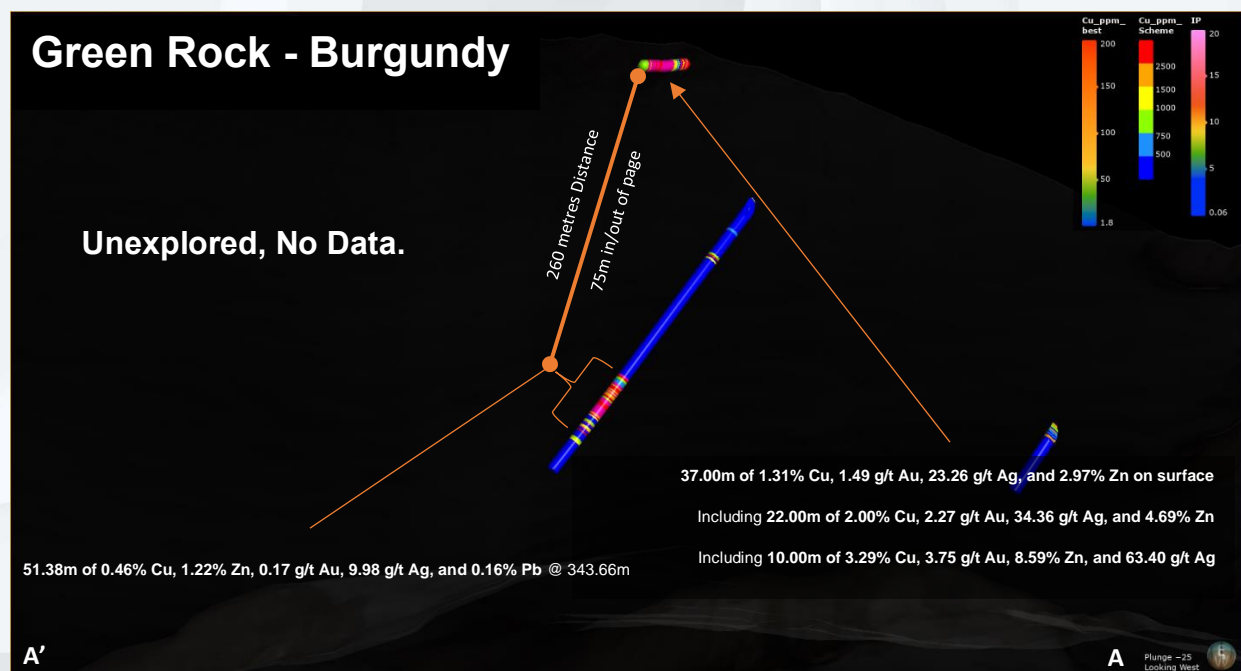 Green Rock - Burgundy
Cu_ppm_
best
200
150
100
50
1.8
Cu_ppm_
Scheme
2500
1500
1000
750
500
IP
20
15
10
5
0.06
260 metres Distance
75m in/out of page
Unexplored, No Data.
37.00m of 1.31% Cu, 1.49 g/t Au, 23.26 g/t Ag, and 2.97% Zn on surface
Including 22.00m of 2.00% Cu, 2.27 g/t Au, 34.36 g/t Ag, and 4.69% Zn
Including 10.00m of 3.29% Cu, 3.75 g/t Au, 8.59% Zn, and 63.40 g/t Ag
51.38m of 0.46% Cu, 1.22% Zn, 0.17 g/t Au, 9.98 g/t Ag, and 0.16% Pb @ 343.66m
A’
A
Plunge −25
Looking West